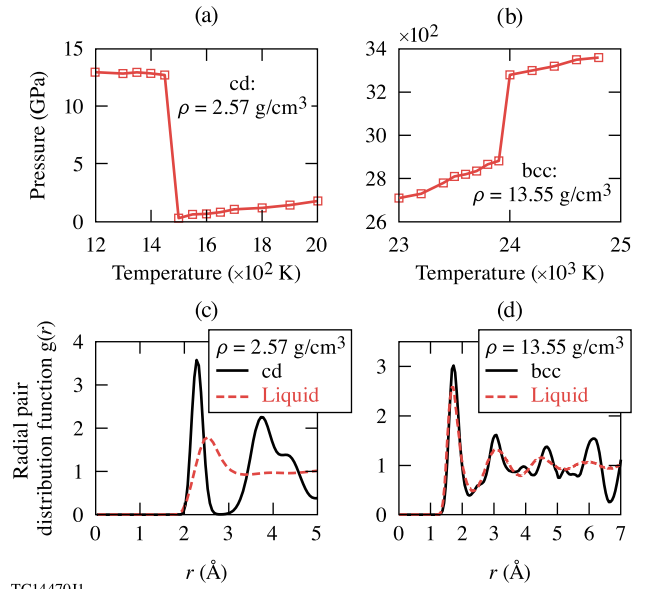 (a)
15
10
5
0
Pressure (GPa)
cd:
ρ = 2.57 g/cm³
12 14 16 18 20
Temperature (×10² K)
(b)
×10²
34
32
30
28
26
bcc:
ρ = 13.55 g/cm³
23 24 25
Temperature (×10³ K)
(c)
4
3
2
1
0
Radial pair
distribution function g(r)
ρ = 2.57 g/cm³
cd
Liquid
0 1 2 3 4 5
r (Å)
(d)
3
2
1
0
ρ = 13.55 g/cm³
bcc
Liquid
0 1 2 3 4 5 6 7
r (Å)